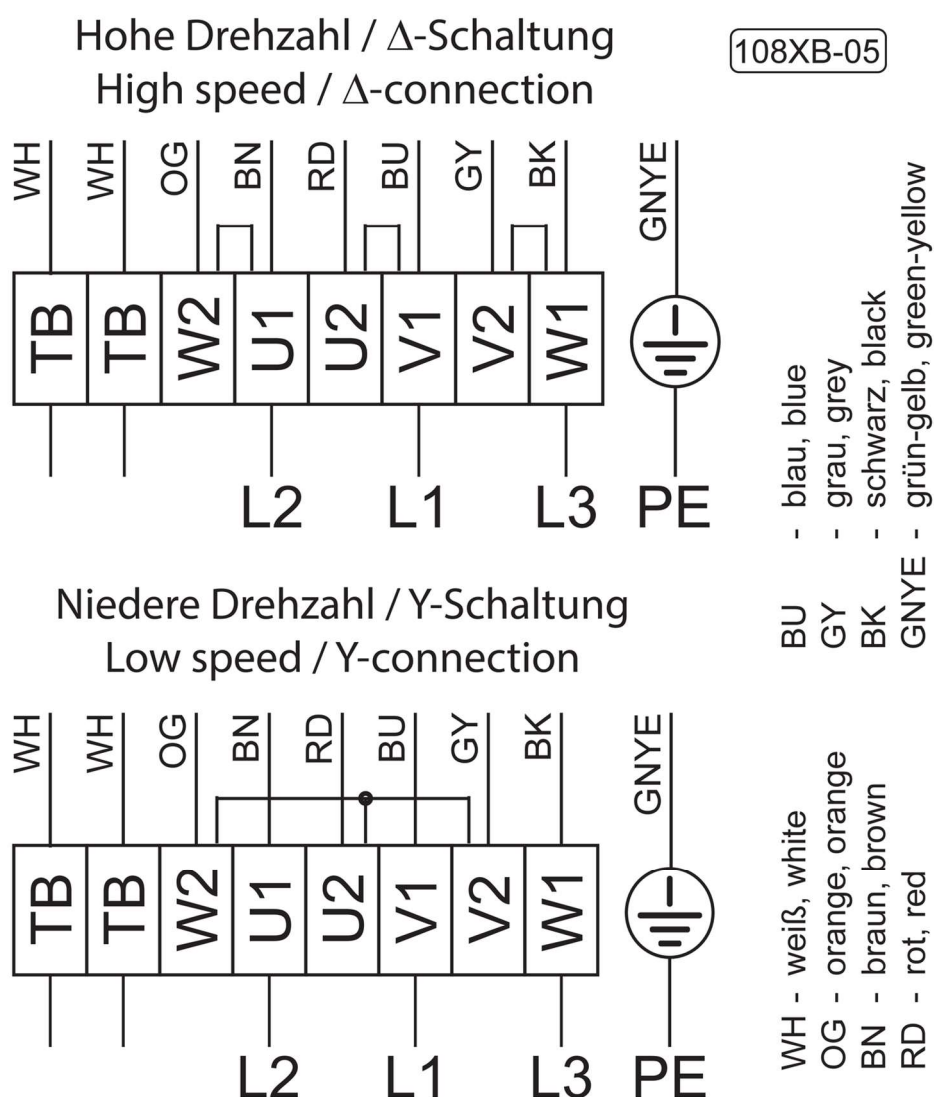 Hohe Drehzahl / Δ-Schaltung
High speed / Δ-connection
108XB-05
WH WH OG BN RD BU GY BK GNYE
TB TB W2 U1 U2 V1 V2 W1
L2 L1 L3 PE
Niedere Drehzahl / Y-Schaltung
Low speed / Y-connection
WH WH OG BN RD BU GY BK GNYE
TB TB W2 U1 U2 V1 V2 W1
L2 L1 L3 PE
WH - weiß, white
OG - orange, orange
BN - braun, brown
RD - rot, red
BU - blau, blue
GY - grau, grey
BK - schwarz, black
GNYE - grün-gelb, green-yellow